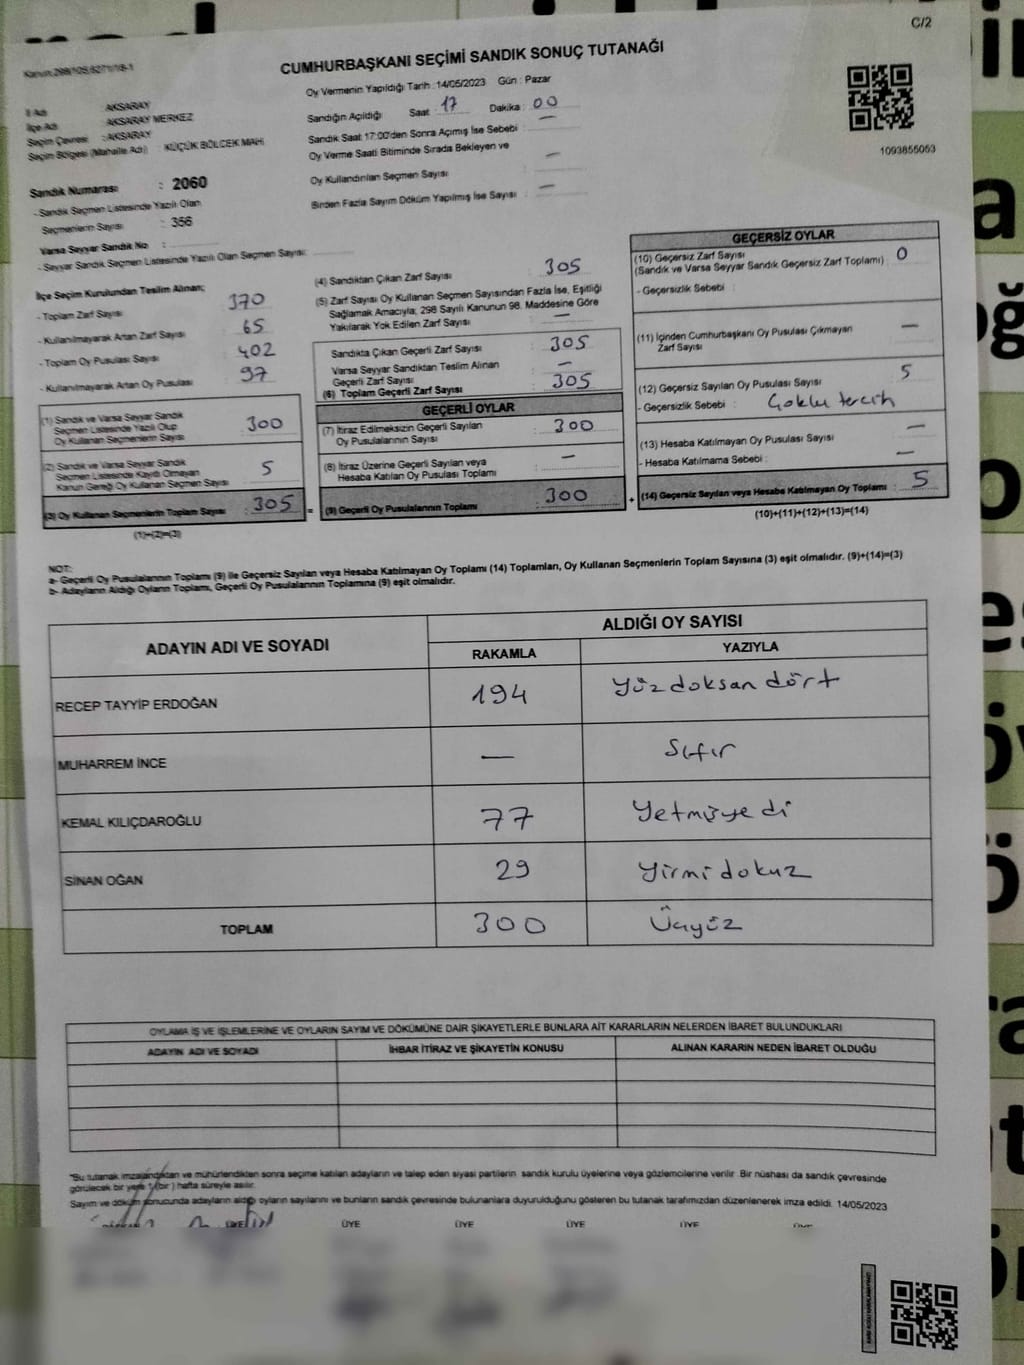 C/2
CUMHURBAŞKANI SEÇİMİ SANDIK SONUÇ TUTANAĞI
Oy Vermenin Yapıldığı Tarih : 14/05/2023 Gün : Pazar
İl Adı AKSARAY
İlçe Adı AKSARAY MERKEZ
Seçim Çevresi : AKSARAY
Seçim Bölgesi (Mahalle Adı) : KÜÇÜK BÖLCEK MAH
Sandığın Açıldığı Saat : 17 Dakika : 00
Sandık Saat 17:00'den Sonra Açımış İse Sebebi : —
Oy Verme Saati Bitiminde Sırada Bekleyen ve
Oy Kullandırılan Seçmen Sayısı : —
Birden Fazla Sayım Döküm Yapılmış İse Sayısı : —
1093855053
Sandık Numarası : 2060
- Sandık Seçmen Listesinde Yazılı Olan
Seçmenlerin Sayısı : 356
Varsa Seyyar Sandık No :
- Seyyar Sandık Seçmen Listesinde Yazılı Olan Seçmen Sayısı:
İlçe Seçim Kurulundan Teslim Alınan;
- Toplam Zarf Sayısı : 370
- Kullanılmayarak Artan Zarf Sayısı : 65
- Toplam Oy Pusulası Sayısı : 402
- Kullanılmayarak Artan Oy Pusulası : 97
(1) Sandık ve Varsa Seyyar Sandık
Seçmen Listesinde Yazılı Olup
Oy Kullanan Seçmenlerin Sayısı : 300
(2) Sandık ve Varsa Seyyar Sandık
Seçmen Listesinde Kayıtlı Olmayan
Kanun Gereği Oy Kullanan Seçmen Sayısı : 5
(3) Oy Kullanan Seçmenlerin Toplam Sayısı : 305 =
(1)+(2)=(3)
(4) Sandıktan Çıkan Zarf Sayısı : 305
(5) Zarf Sayısı Oy Kullanan Seçmen Sayısından Fazla İse, Eşitliği
Sağlamak Amacıyla; 298 Sayılı Kanunun 98. Maddesine Göre
Yakılarak Yok Edilen Zarf Sayısı : —
Sandıkta Çıkan Geçerli Zarf Sayısı : 305
Varsa Seyyar Sandıktan Teslim Alınan
Geçerli Zarf Sayısı : —
(6) Toplam Geçerli Zarf Sayısı : 305
GEÇERLİ OYLAR
(7) İtiraz Edilmeksizin Geçerli Sayılan
Oy Pusulalarının Sayısı : 300
(8) İtiraz Üzerine Geçerli Sayılan veya
Hesaba Katılan Oy Pusulası Toplamı : —
(9) Geçerli Oy Pusulalarının Toplamı : 300 +
GEÇERSİZ OYLAR
(10) Geçersiz Zarf Sayısı
(Sandık ve Varsa Seyyar Sandık Geçersiz Zarf Toplamı) : 0
- Geçersizlik Sebebi :
(11) İçinden Cumhurbaşkanı Oy Pusulası Çıkmayan
Zarf Sayısı : —
(12) Geçersiz Sayılan Oy Pusulası Sayısı : 5
- Geçersizlik Sebebi : Çoklu tercih
(13) Hesaba Katılmayan Oy Pusulası Sayısı : —
- Hesaba Katılmama Sebebi : —
(14) Geçersiz Sayılan veya Hesaba Katılmayan Oy Toplamı : 5
(10)+(11)+(12)+(13)=(14)
NOT:
a- Geçerli Oy Pusulalarının Toplamı (9) ile Geçersiz Sayılan veya Hesaba Katılmayan Oy Toplamı (14) Toplamları, Oy Kullanan Seçmenlerin Toplam Sayısına (3) eşit olmalıdır. (9)+(14)=(3)
b- Adayların Aldığı Oyların Toplamı, Geçerli Oy Pusulalarının Toplamına (9) eşit olmalıdır.
ADAYIN ADI VE SOYADI ALDIĞI OY SAYISI
RAKAMLA YAZIYLA
RECEP TAYYİP ERDOĞAN 194 Yüzdoksan dört
MUHARREM İNCE — Sıfır
KEMAL KILIÇDAROĞLU 77 Yetmişyedi
SİNAN OĞAN 29 Yirmidokuz
TOPLAM 300 Üçyüz
OYLAMA İŞ VE İŞLEMLERİNE VE OYLARIN SAYIM VE DÖKÜMÜNE DAİR ŞİKAYETLERLE BUNLARA AİT KARARLARIN NELERDEN İBARET BULUNDUKLARI
ADAYIN ADI VE SOYADI İHBAR İTİRAZ VE ŞİKAYETİN KONUSU ALINAN KARARIN NEDEN İBARET OLDUĞU
*Bu tutanak imzalandıktan ve mühürlendikten sonra seçime katılan adayların ve talep eden siyasi partilerin sandık kurulu üyelerine veya gözlemcilerine verilir. Bir nüshası da sandık çevresinde
görülecek bir yere 1 (bir) hafta süreyle asılır.
Sayım ve döküm sonucunda adayların aldığı oyların sayılarını ve bunların sandık çevresinde bulunanlara duyurulduğunu gösteren bu tutanak tarafımızdan düzenlenerek imza edildi. 14/05/2023
ÜYE ÜYE ÜYE ÜYE ÜYE